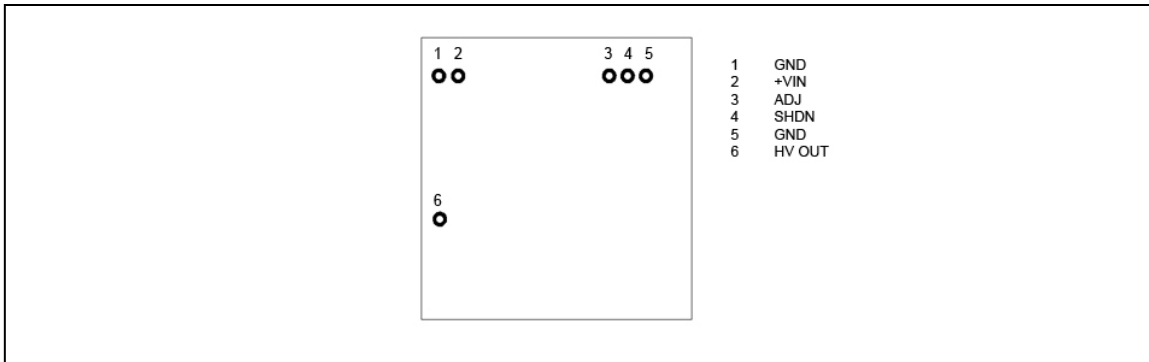 1 2 3 4 5
6
1 GND
2 +VIN
3 ADJ
4 SHDN
5 GND
6 HV OUT